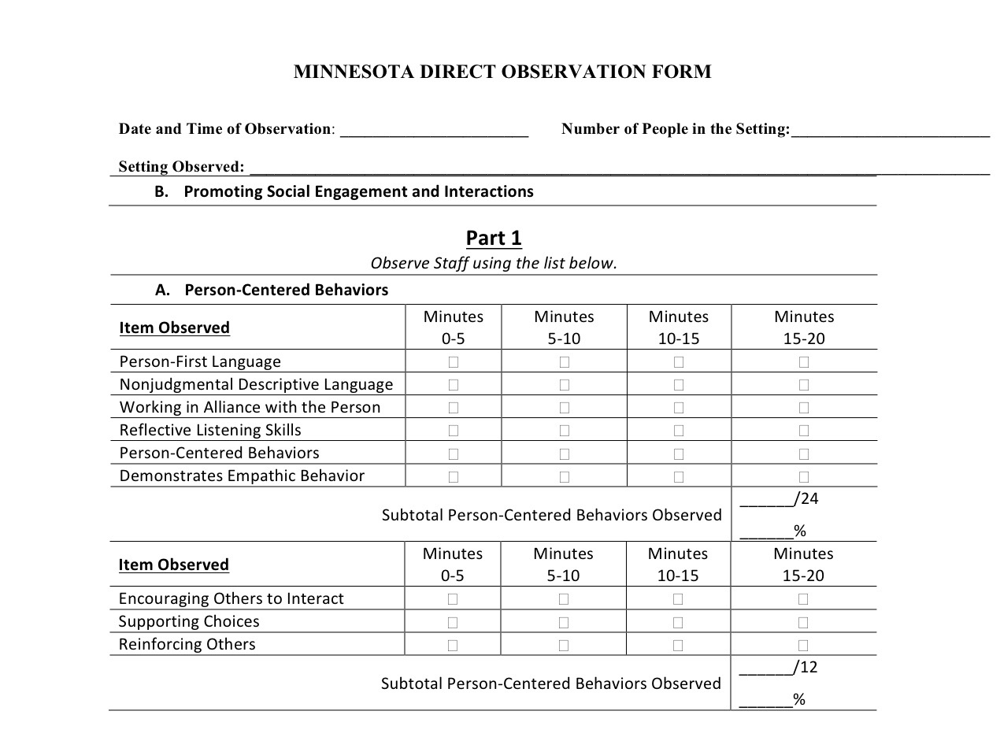 MINNESOTA DIRECT OBSERVATION FORM
Date and Time of Observation: _______________________ Number of People in the Setting:________________________
Setting Observed: ______________________________________________________________________________
B. Promoting Social Engagement and Interactions
Part 1
Observe Staff using the list below.
A. Person-Centered Behaviors
Item Observed Minutes 0-5 Minutes 5-10 Minutes 10-15 Minutes 15-20
Person-First Language □ □ □ □
Nonjudgmental Descriptive Language □ □ □ □
Working in Alliance with the Person □ □ □ □
Reflective Listening Skills □ □ □ □
Person-Centered Behaviors □ □ □ □
Demonstrates Empathic Behavior □ □ □ □
Subtotal Person-Centered Behaviors Observed ______/24
______%
Item Observed Minutes 0-5 Minutes 5-10 Minutes 10-15 Minutes 15-20
Encouraging Others to Interact □ □ □ □
Supporting Choices □ □ □ □
Reinforcing Others □ □ □ □
Subtotal Person-Centered Behaviors Observed ______/12
______%